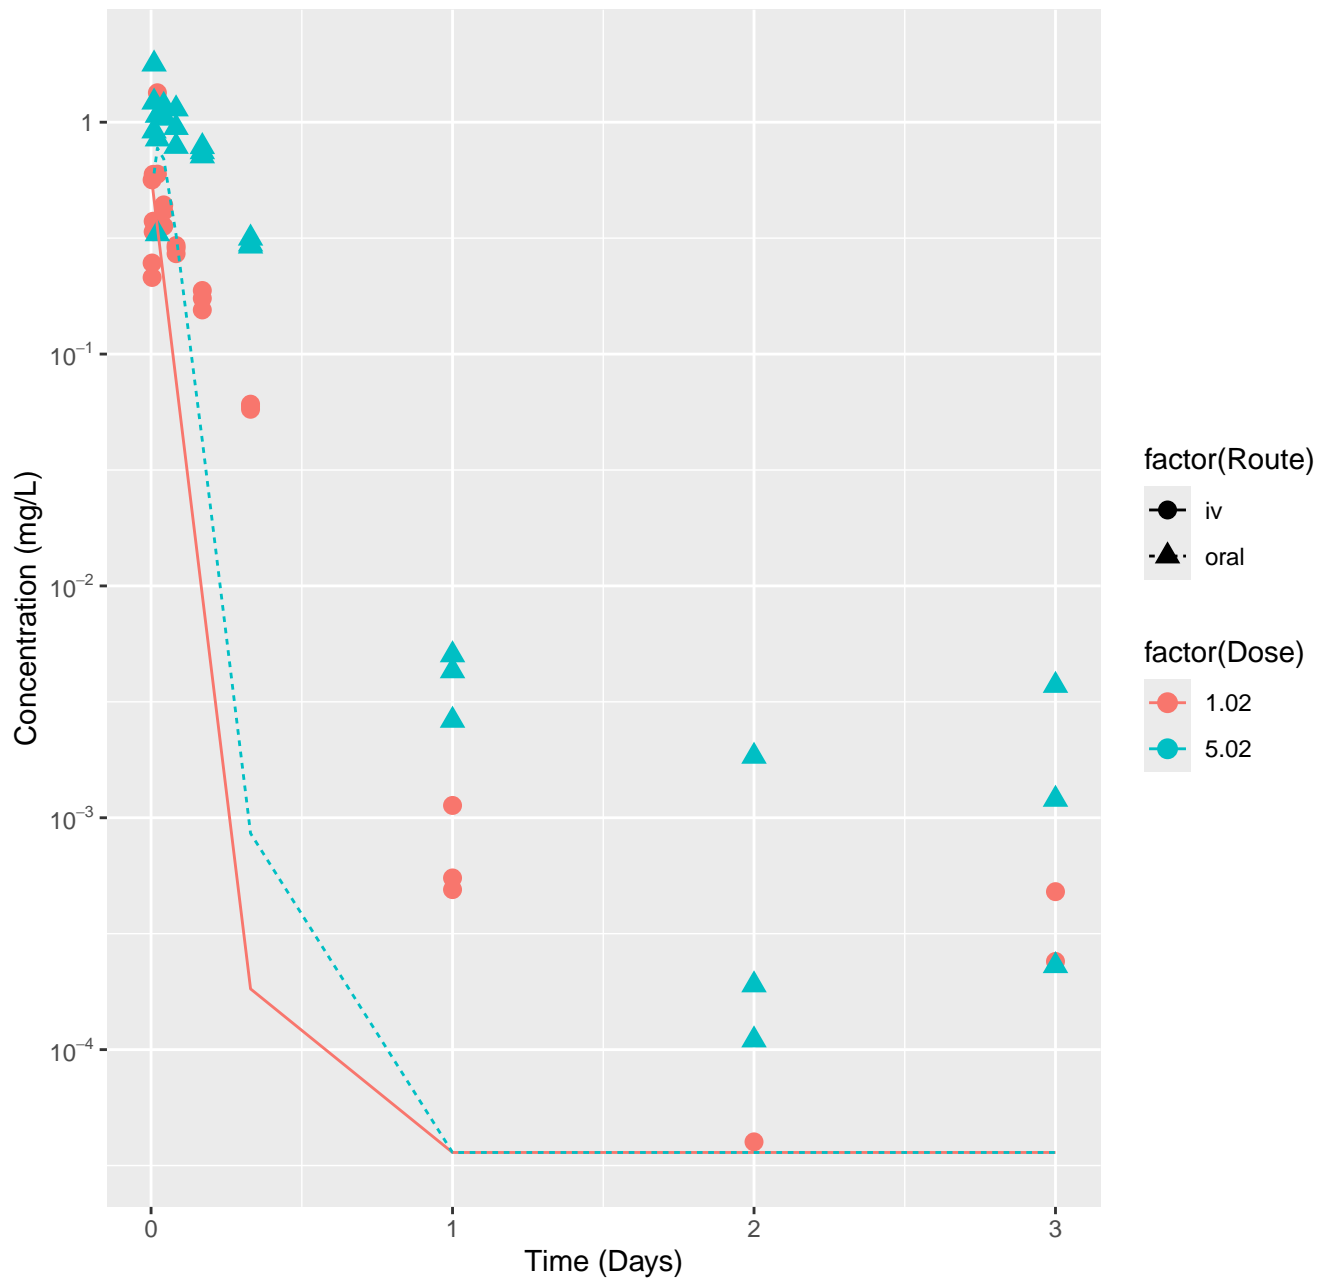 1
10⁻¹
10⁻²
10⁻³
10⁻⁴
Concentration (mg/L)
0 1 2 3
Time (Days)
factor(Route)
iv
oral
factor(Dose)
1.02
5.02